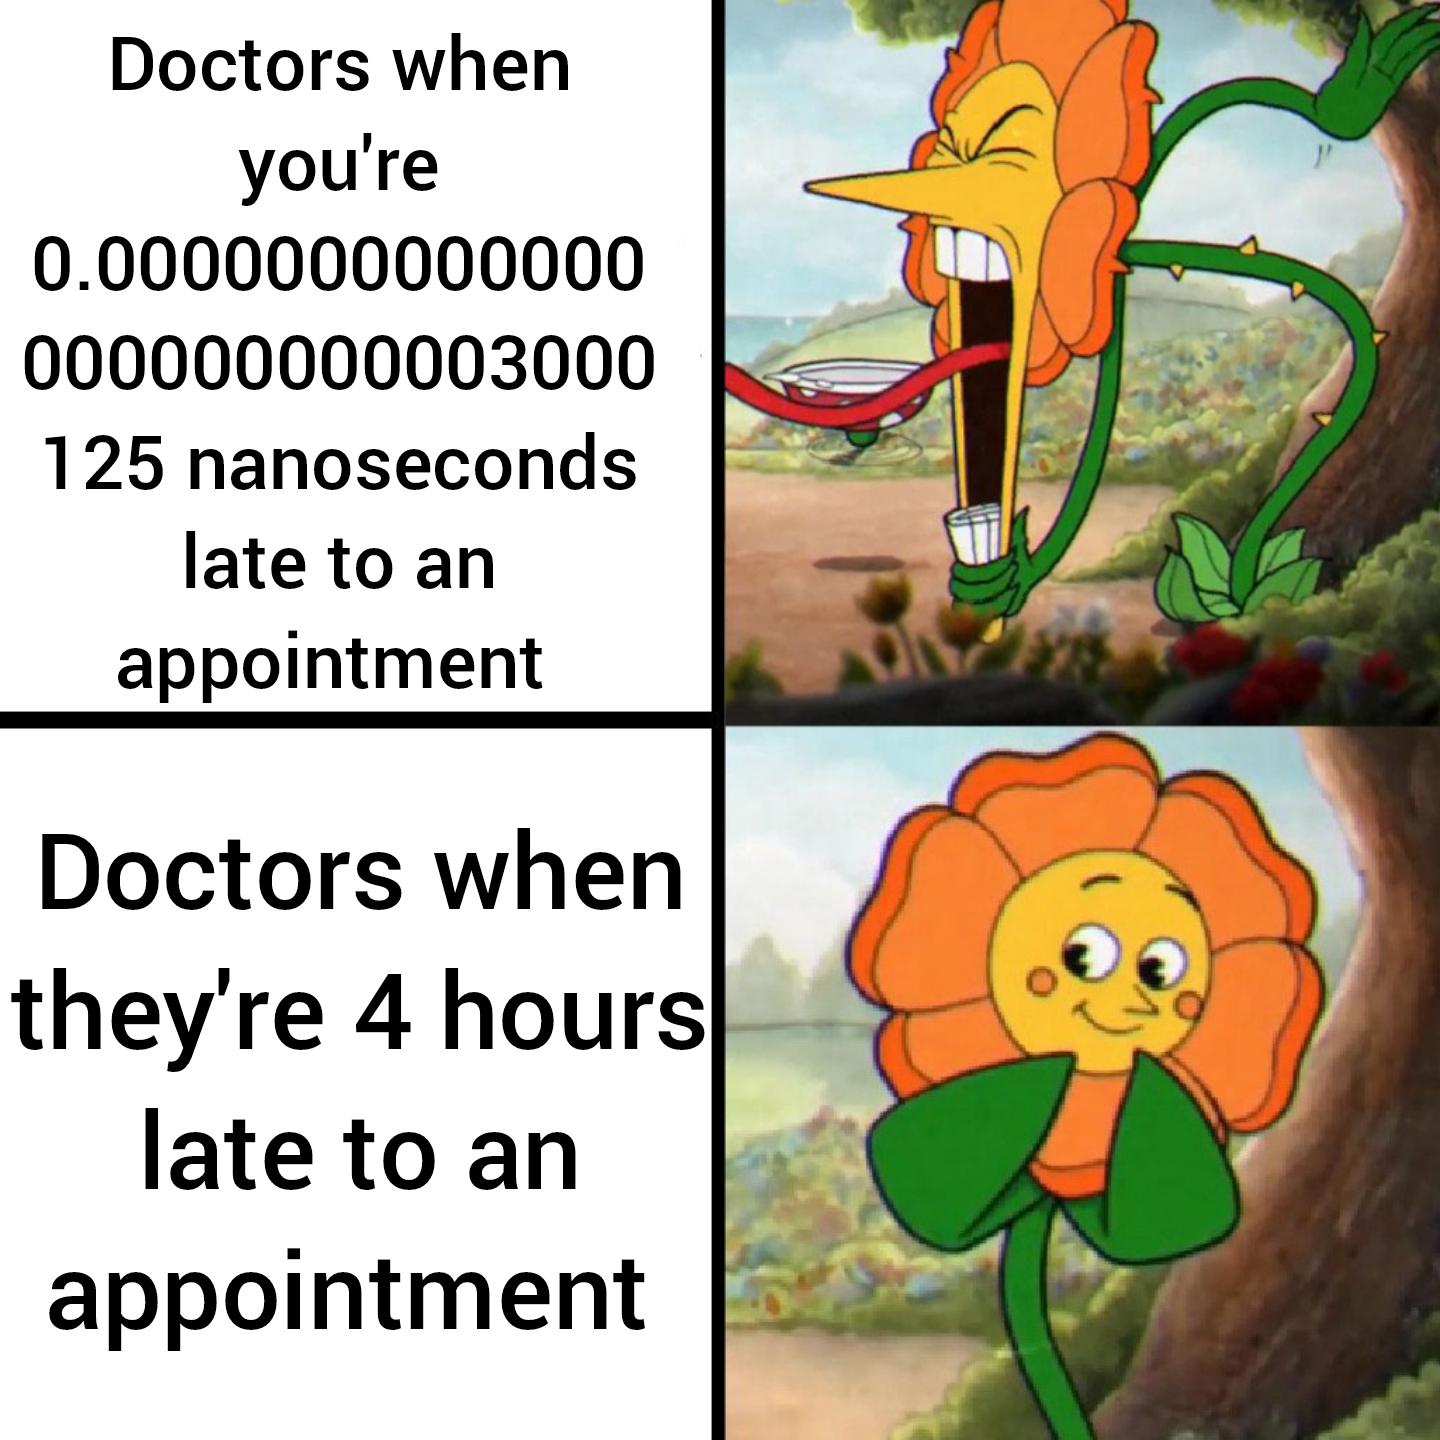 Doctors when
you're
0.0000000000000
000000000003000
125 nanoseconds
late to an
appointment
Doctors when
they're 4 hours
late to an
appointment